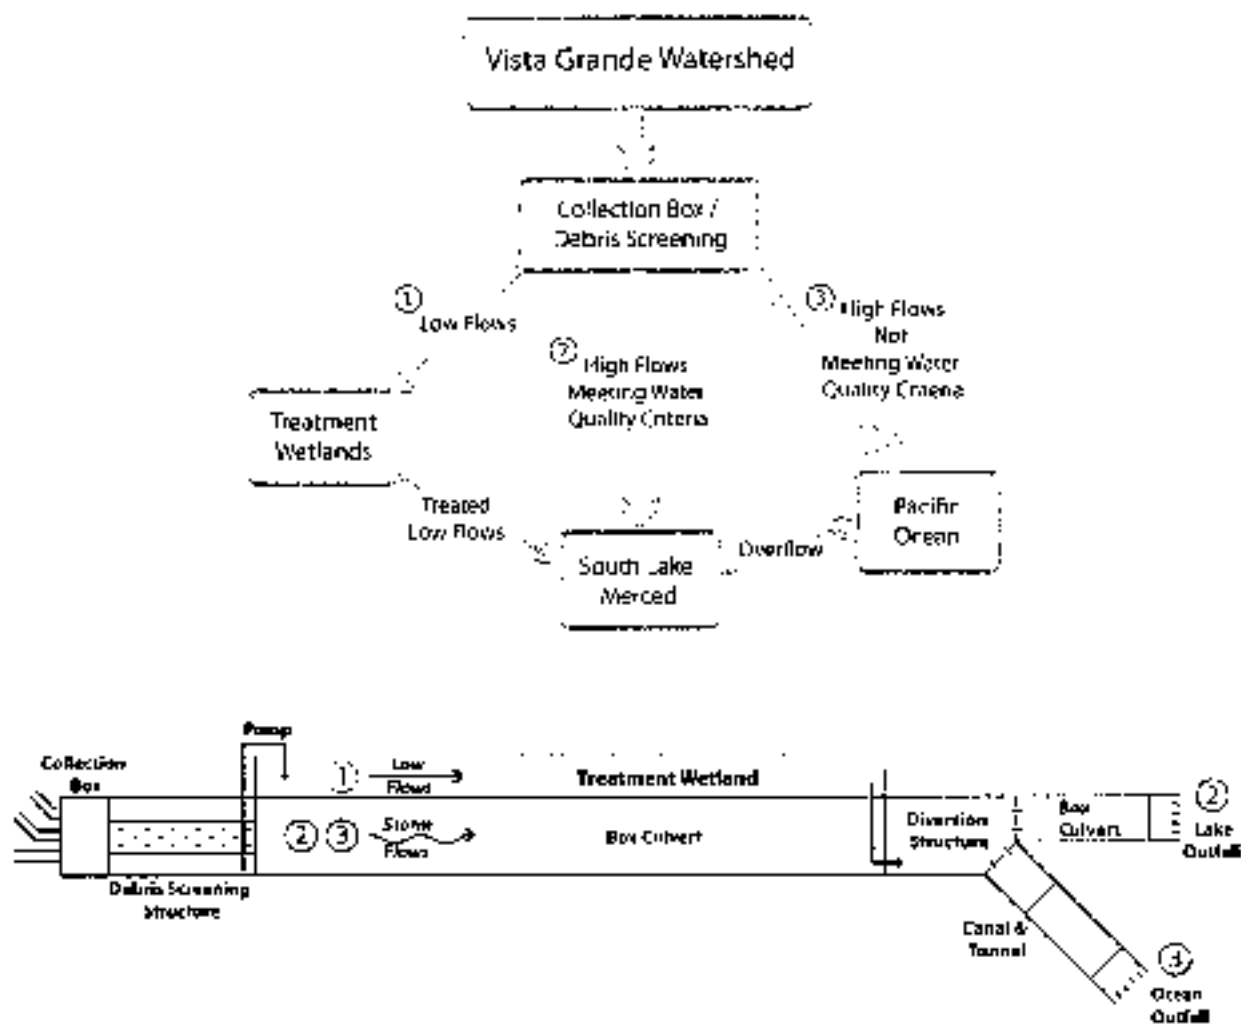 Vista Grande Watershed
Collection Box /
Debris Screening
1
Low Flows
2
High Flows
Meeting Water
Quality Criteria
3
High Flows
Not
Meeting Water
Quality Criteria
Treatment
Wetlands
Treated
Low Flows
South Lake
Merced
Overflow
Pacific
Ocean
Pump
Collection
Box
1
Low
Flows
Treatment Wetland
2 3
Storm
Flows
Box Culvert
Diversion
Structure
Box
Culvert
2
Lake
Outfall
Debris Screening
Structure
Canal &
Tunnel
3
Ocean
Outfall